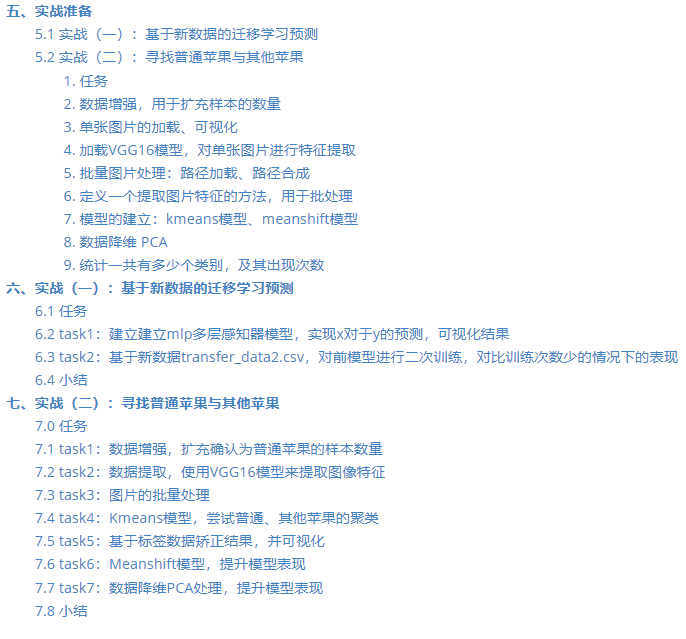 五、实战准备
5.1 实战（一）：基于新数据的迁移学习预测
5.2 实战（二）：寻找普通苹果与其他苹果
1. 任务
2. 数据增强，用于扩充样本的数量
3. 单张图片的加载、可视化
4. 加载VGG16模型，对单张图片进行特征提取
5. 批量图片处理：路径加载、路径合成
6. 定义一个提取图片特征的方法，用于批处理
7. 模型的建立：kmeans模型、meanshift模型
8. 数据降维 PCA
9. 统计一共有多少个类别，及其出现次数
六、实战（一）：基于新数据的迁移学习预测
6.1 任务
6.2 task1：建立建立mlp多层感知器模型，实现x对于y的预测，可视化结果
6.3 task2：基于新数据transfer_data2.csv，对前模型进行二次训练，对比训练次数少的情况下的表现
6.4 小结
七、实战（二）：寻找普通苹果与其他苹果
7.0 任务
7.1 task1：数据增强，扩充确认为普通苹果的样本数量
7.2 task2：数据提取，使用VGG16模型来提取图像特征
7.3 task3：图片的批量处理
7.4 task4：Kmeans模型，尝试普通、其他苹果的聚类
7.5 task5：基于标签数据矫正结果，并可视化
7.6 task6：Meanshift模型，提升模型表现
7.7 task7：数据降维PCA处理，提升模型表现
7.8 小结